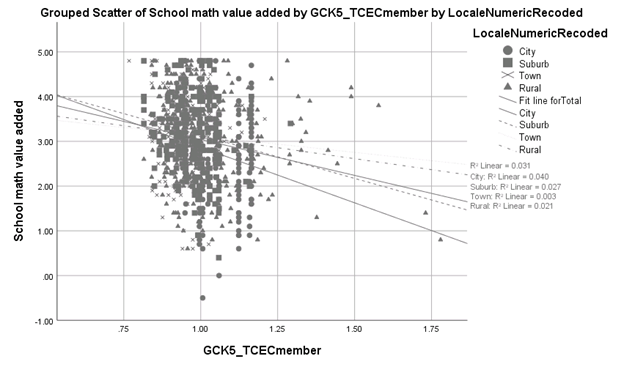 Grouped Scatter of School math value added by GCK5_TCECmember by LocaleNumericRecoded
LocaleNumericRecoded
City
Suburb
Town
Rural
Fit line forTotal
City
Suburb
Town
Rural
R² Linear = 0.031
City: R² Linear = 0.040
Suburb: R² Linear = 0.027
Town: R² Linear = 0.003
Rural: R² Linear = 0.021
School math value added
5.00
4.00
3.00
2.00
1.00
.00
-1.00
.75
1.00
1.25
1.50
1.75
GCK5_TCECmember